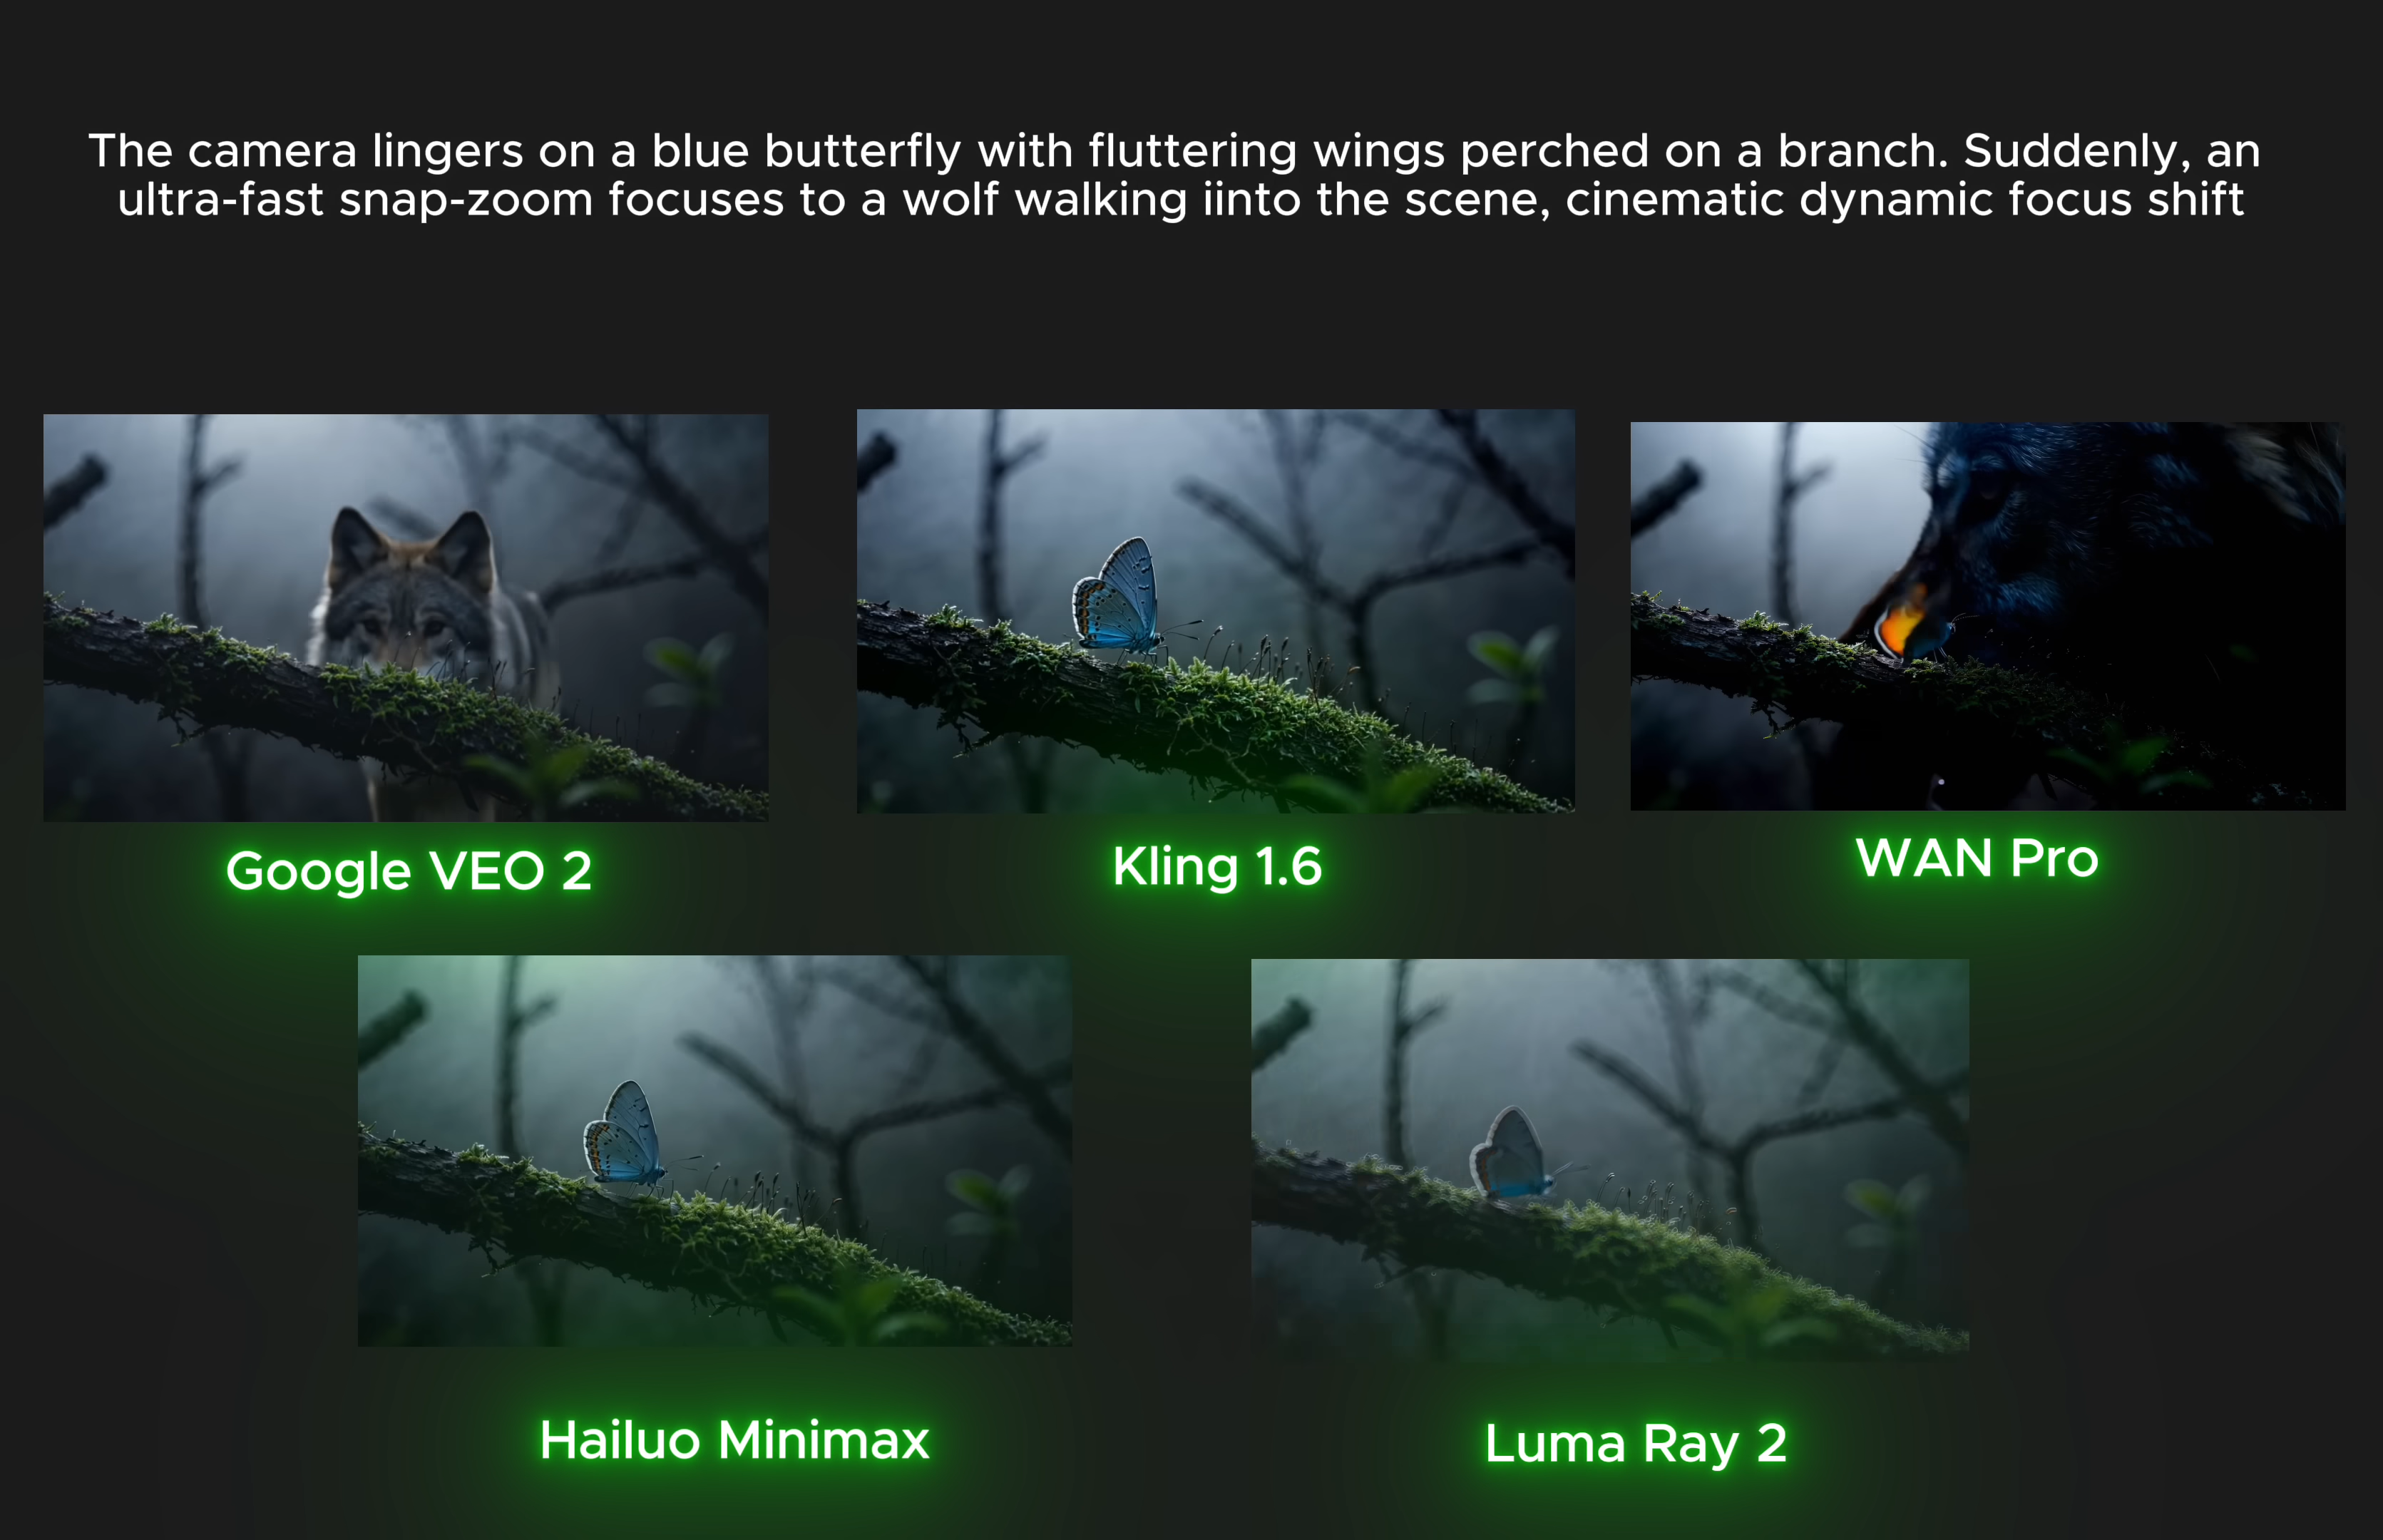 The camera lingers on a blue butterfly with fluttering wings perched on a branch. Suddenly, an
ultra-fast snap-zoom focuses to a wolf walking iinto the scene, cinematic dynamic focus shift
Google VEO 2
Kling 1.6
WAN Pro
Hailuo Minimax
Luma Ray 2